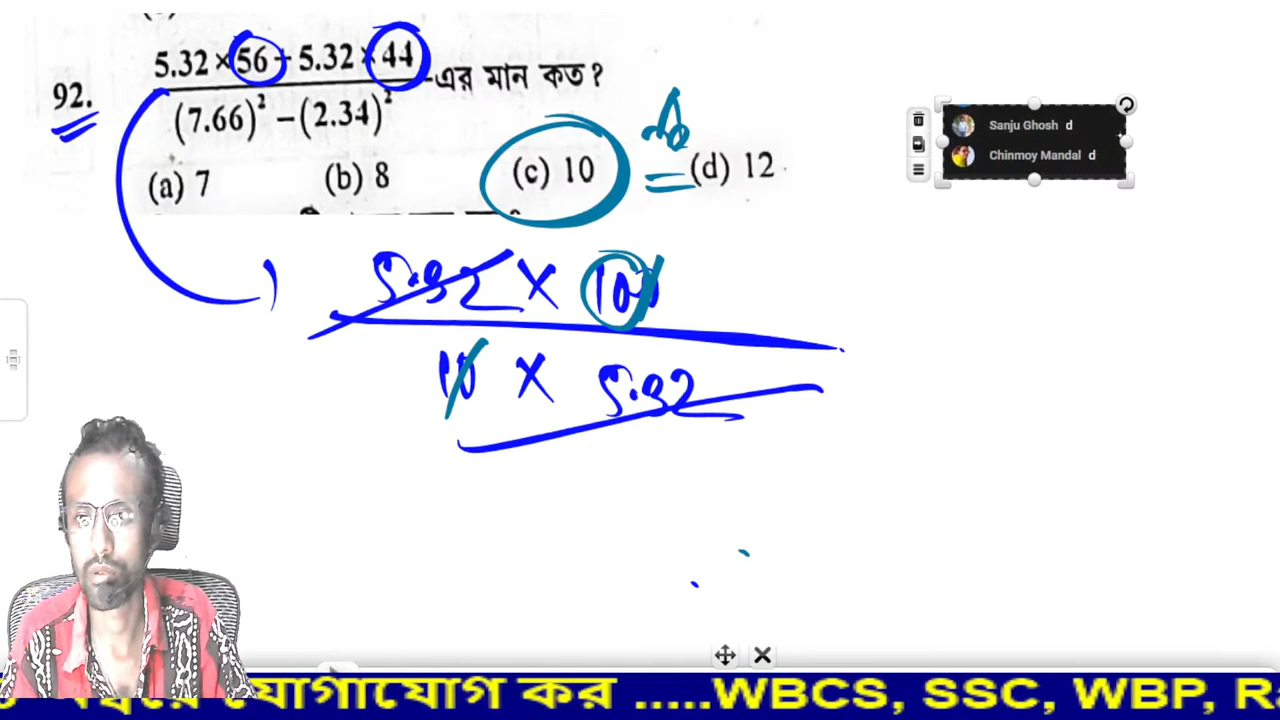 92.
5.32 × 56 + 5.32 × 44
(7.66)² − (2.34)²
-এর মান কত ?
(a) 7 (b) 8 (c) 10 (d) 12
Sanju Ghosh d
Chinmoy Mandal d
5.32 × 100
10 × 5.32
যোগাযোগ কর .....WBCS, SSC, WBP, R